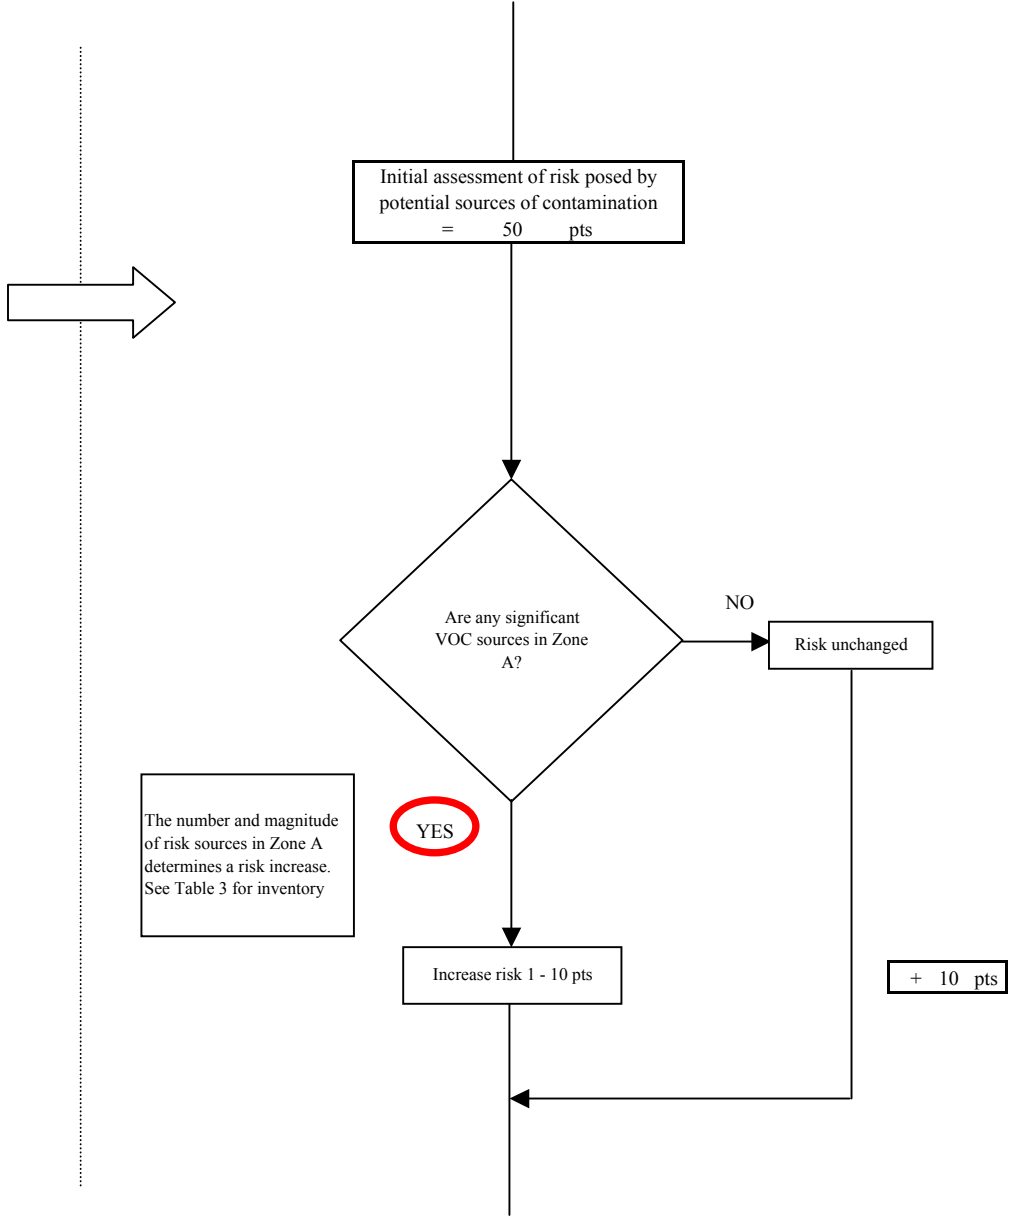 Initial assessment of risk posed by
potential sources of contamination
= 50 pts
Are any significant
VOC sources in Zone
A?
NO
Risk unchanged
The number and magnitude
of risk sources in Zone A
determines a risk increase.
See Table 3 for inventory
YES
Increase risk 1 - 10 pts
+ 10 pts